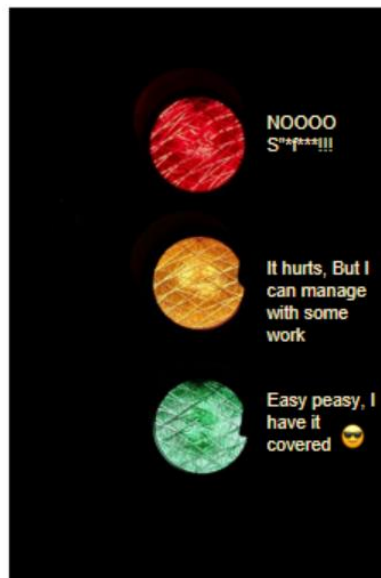 NOOOO
S"*f***!!!
It hurts, But I
can manage
with some
work
Easy peasy, I
have it
covered 😎